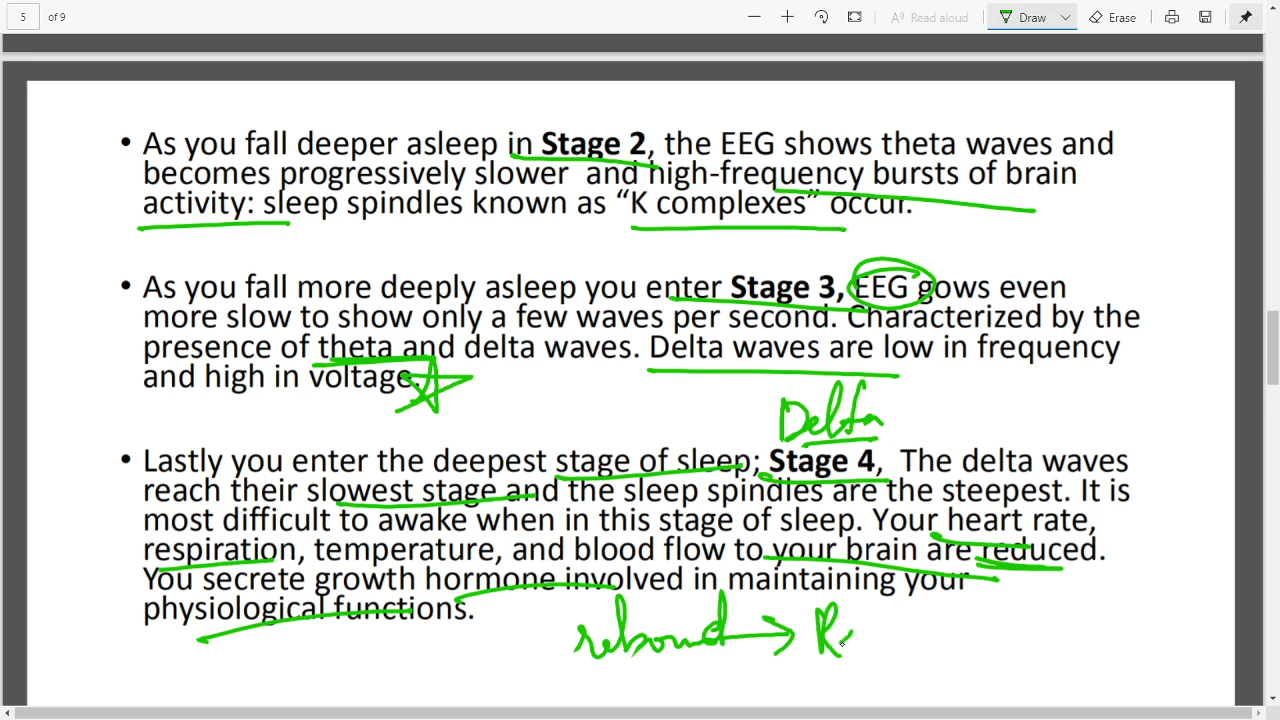 5 of 9 Read aloud Draw Erase
• As you fall deeper asleep in Stage 2, the EEG shows theta waves and
becomes progressively slower and high-frequency bursts of brain
activity: sleep spindles known as “K complexes” occur.
• As you fall more deeply asleep you enter Stage 3, EEG gows even
more slow to show only a few waves per second. Characterized by the
presence of theta and delta waves. Delta waves are low in frequency
and high in voltage.
Delta
• Lastly you enter the deepest stage of sleep; Stage 4, The delta waves
reach their slowest stage and the sleep spindles are the steepest. It is
most difficult to awake when in this stage of sleep. Your heart rate,
respiration, temperature, and blood flow to your brain are reduced.
You secrete growth hormone involved in maintaining your
physiological functions.
rebound → R